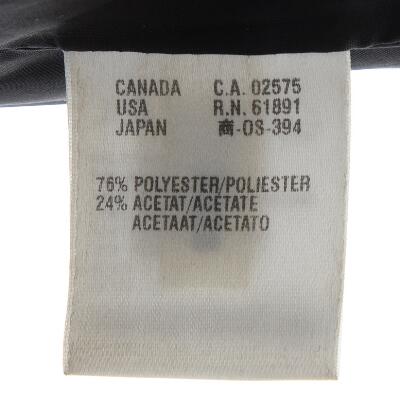 CANADA C.A. 02575
USA R.N. 61891
JAPAN 商-OS-394
76% POLYESTER/POLIESTER
24% ACETAT/ACETATE
ACETAAT/ACETATO